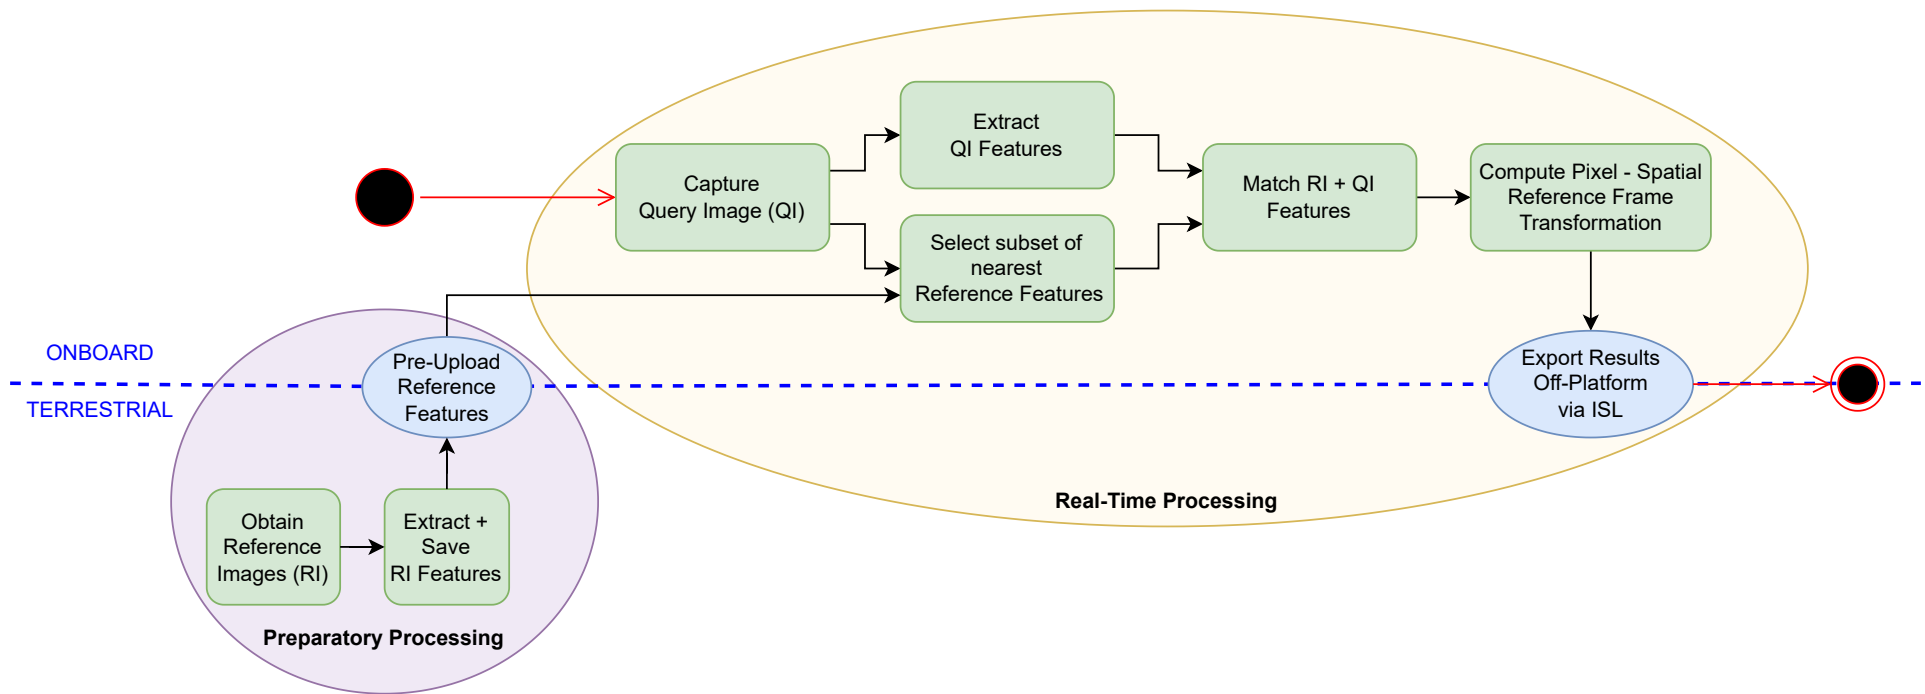 Extract
QI Features
Capture
Query Image (QI)
Select subset of
nearest
Reference Features
Match RI + QI
Features
Compute Pixel - Spatial
Reference Frame
Transformation
ONBOARD
TERRESTRIAL
Pre-Upload
Reference
Features
Export Results
Off-Platform
via ISL
Real-Time Processing
Obtain
Reference
Images (RI)
Extract +
Save
RI Features
Preparatory Processing